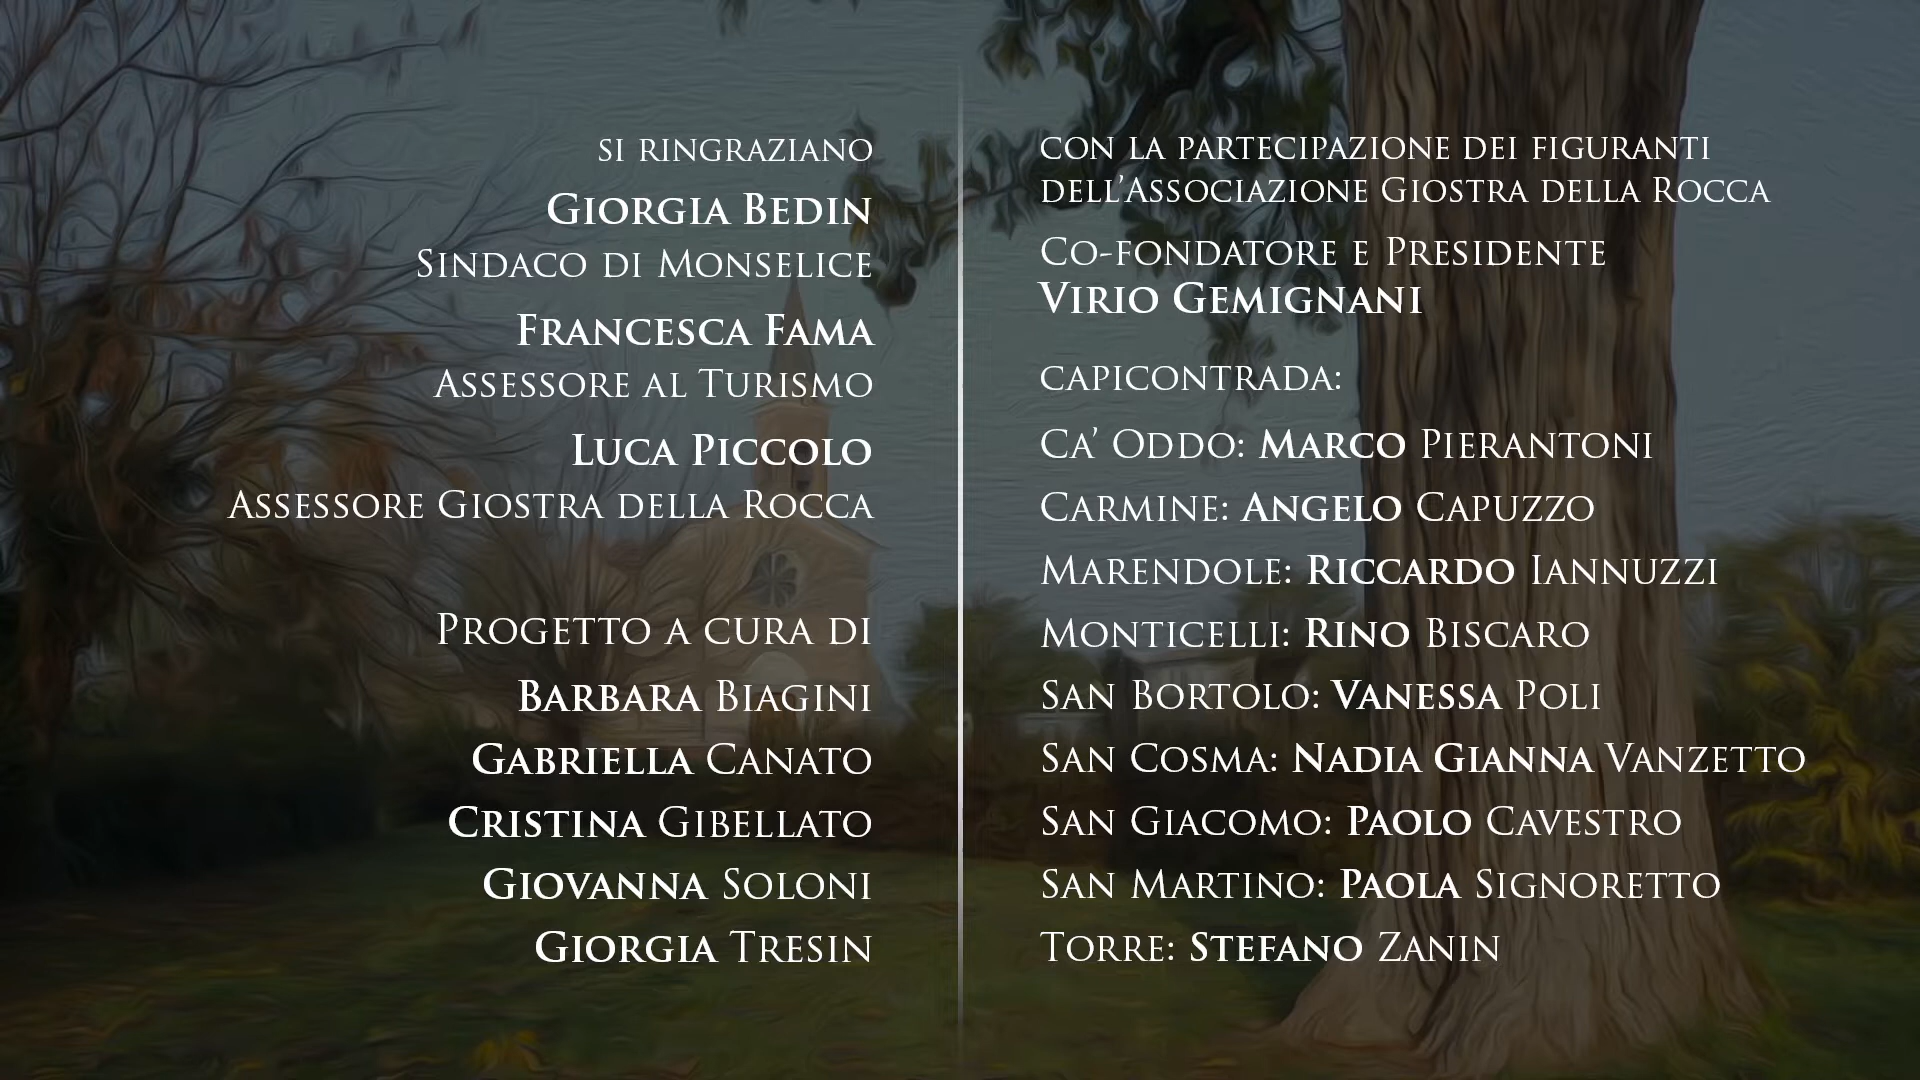 si ringraziano
Giorgia Bedin
Sindaco di Monselice
Francesca Fama
Assessore al Turismo
Luca Piccolo
Assessore Giostra della Rocca
Progetto a cura di
Barbara Biagini
Gabriella Canato
Cristina Gibellato
Giovanna Soloni
Giorgia Tresin
con la partecipazione dei figuranti
dell'Associazione Giostra della Rocca
Co-fondatore e Presidente
Virio Gemignani
capicontrada:
Ca' Oddo: Marco Pierantoni
Carmine: Angelo Capuzzo
Marendole: Riccardo Iannuzzi
Monticelli: Rino Biscaro
San Bortolo: Vanessa Poli
San Cosma: Nadia Gianna Vanzetto
San Giacomo: Paolo Cavestro
San Martino: Paola Signoretto
Torre: Stefano Zanin